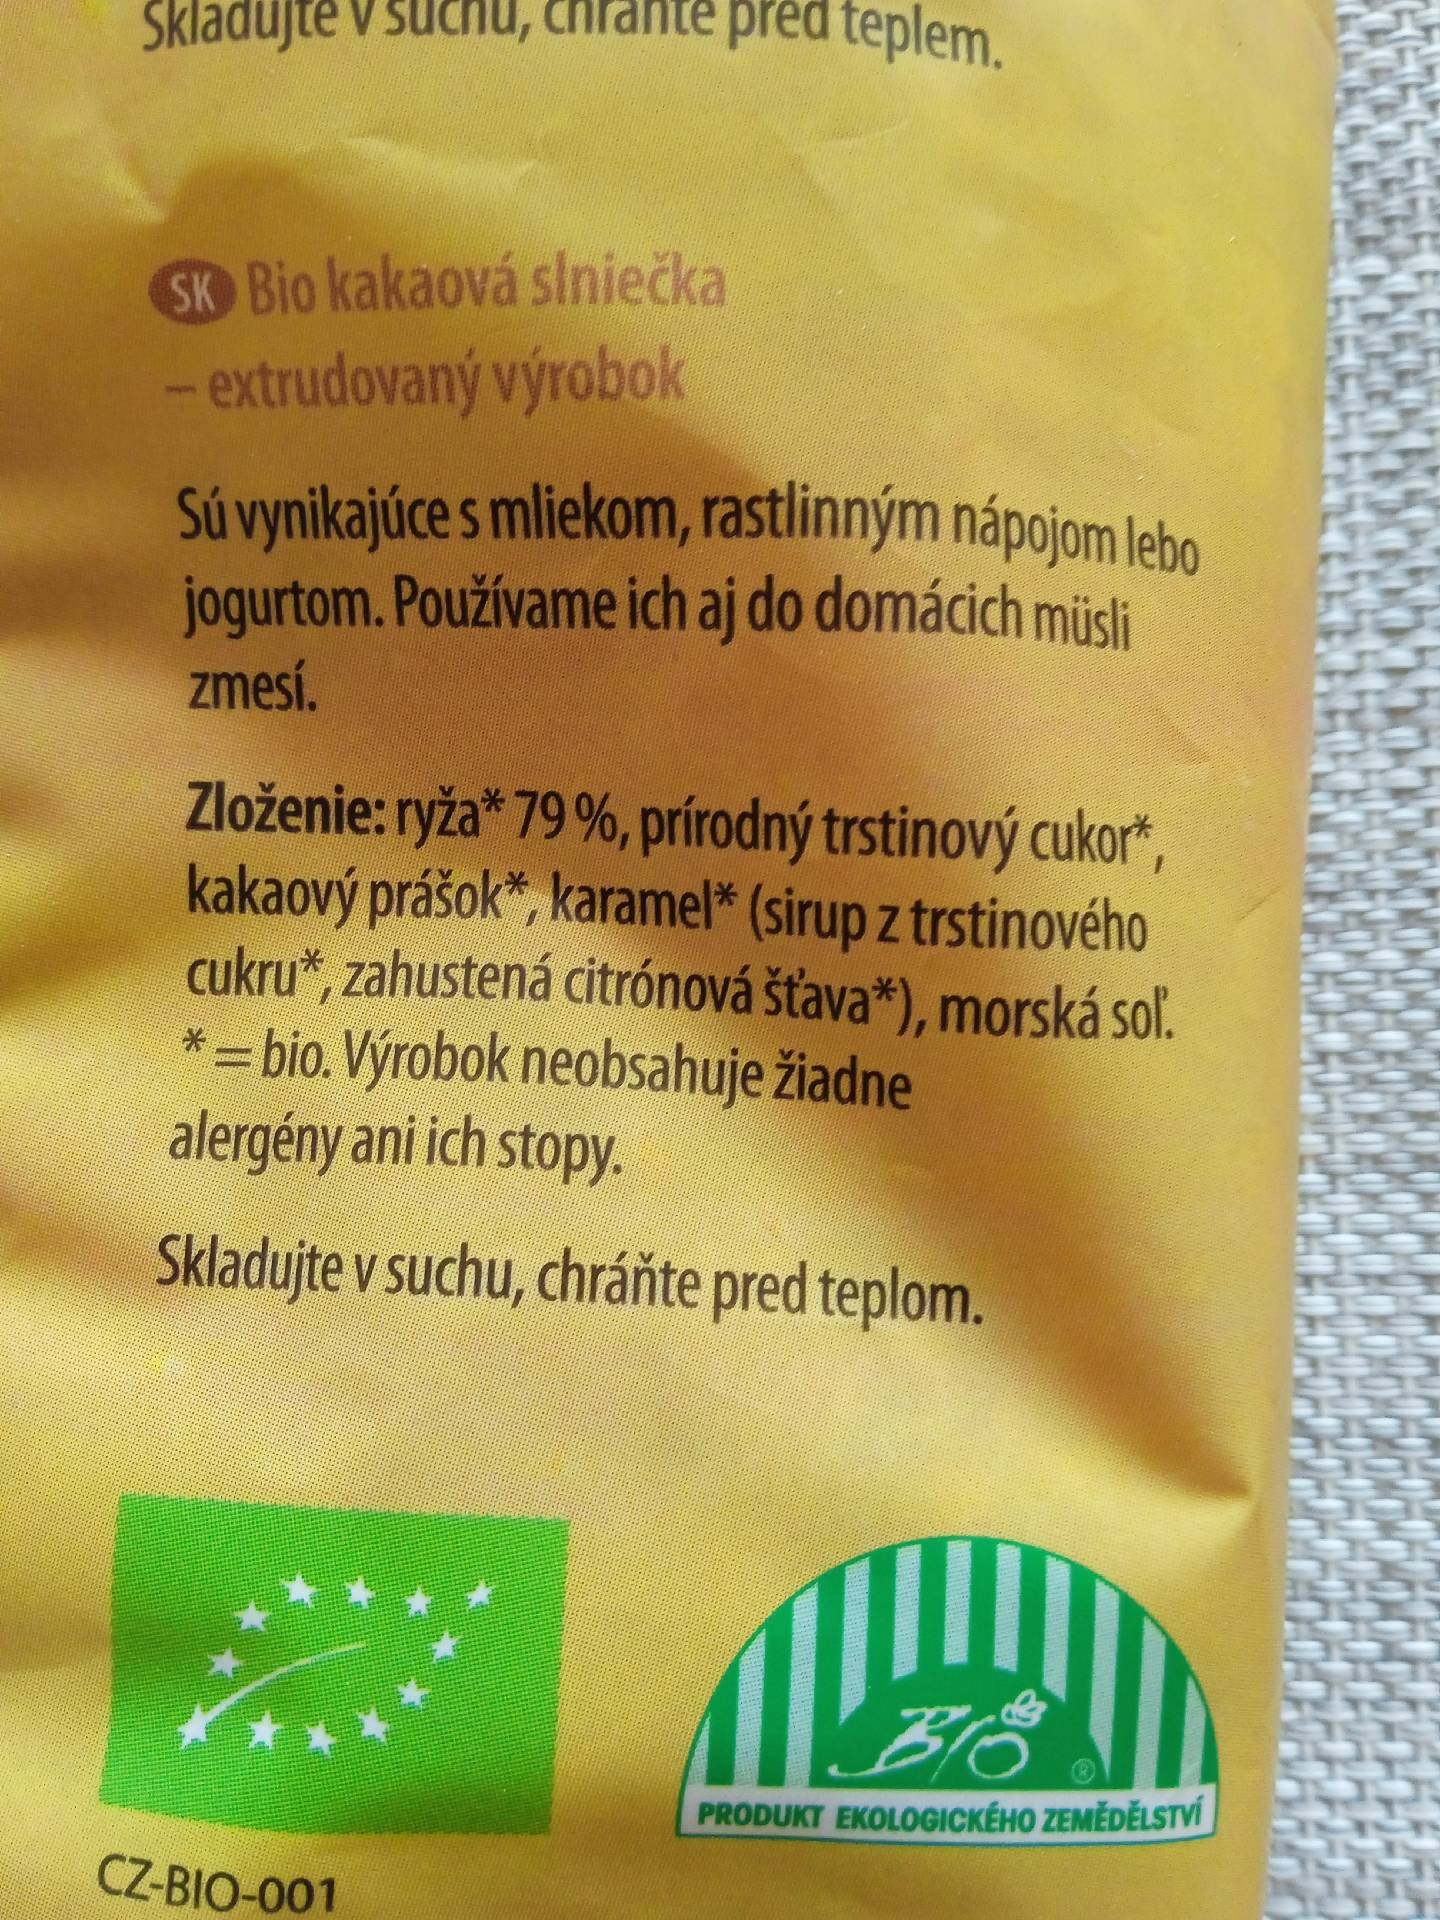 Skladujte v suchu, chraňte před teplem.
SK Bio kakaová slniečka
– extrudovaný výrobok
Sú vynikajúce s mliekom, rastlinným nápojom lebo
jogurtom. Používame ich aj do domácich müsli
zmesí.
Zloženie: ryža* 79 %, prírodný trstinový cukor*,
kakaový prášok*, karamel* (sirup z trstinového
cukru*, zahustená citrónová šťava*), morská soľ.
* = bio. Výrobok neobsahuje žiadne
alergény ani ich stopy.
Skladujte v suchu, chráňte pred teplom.
BIO ®
PRODUKT EKOLOGICKÉHO ZEMĚDĚLSTVÍ
CZ-BIO-001